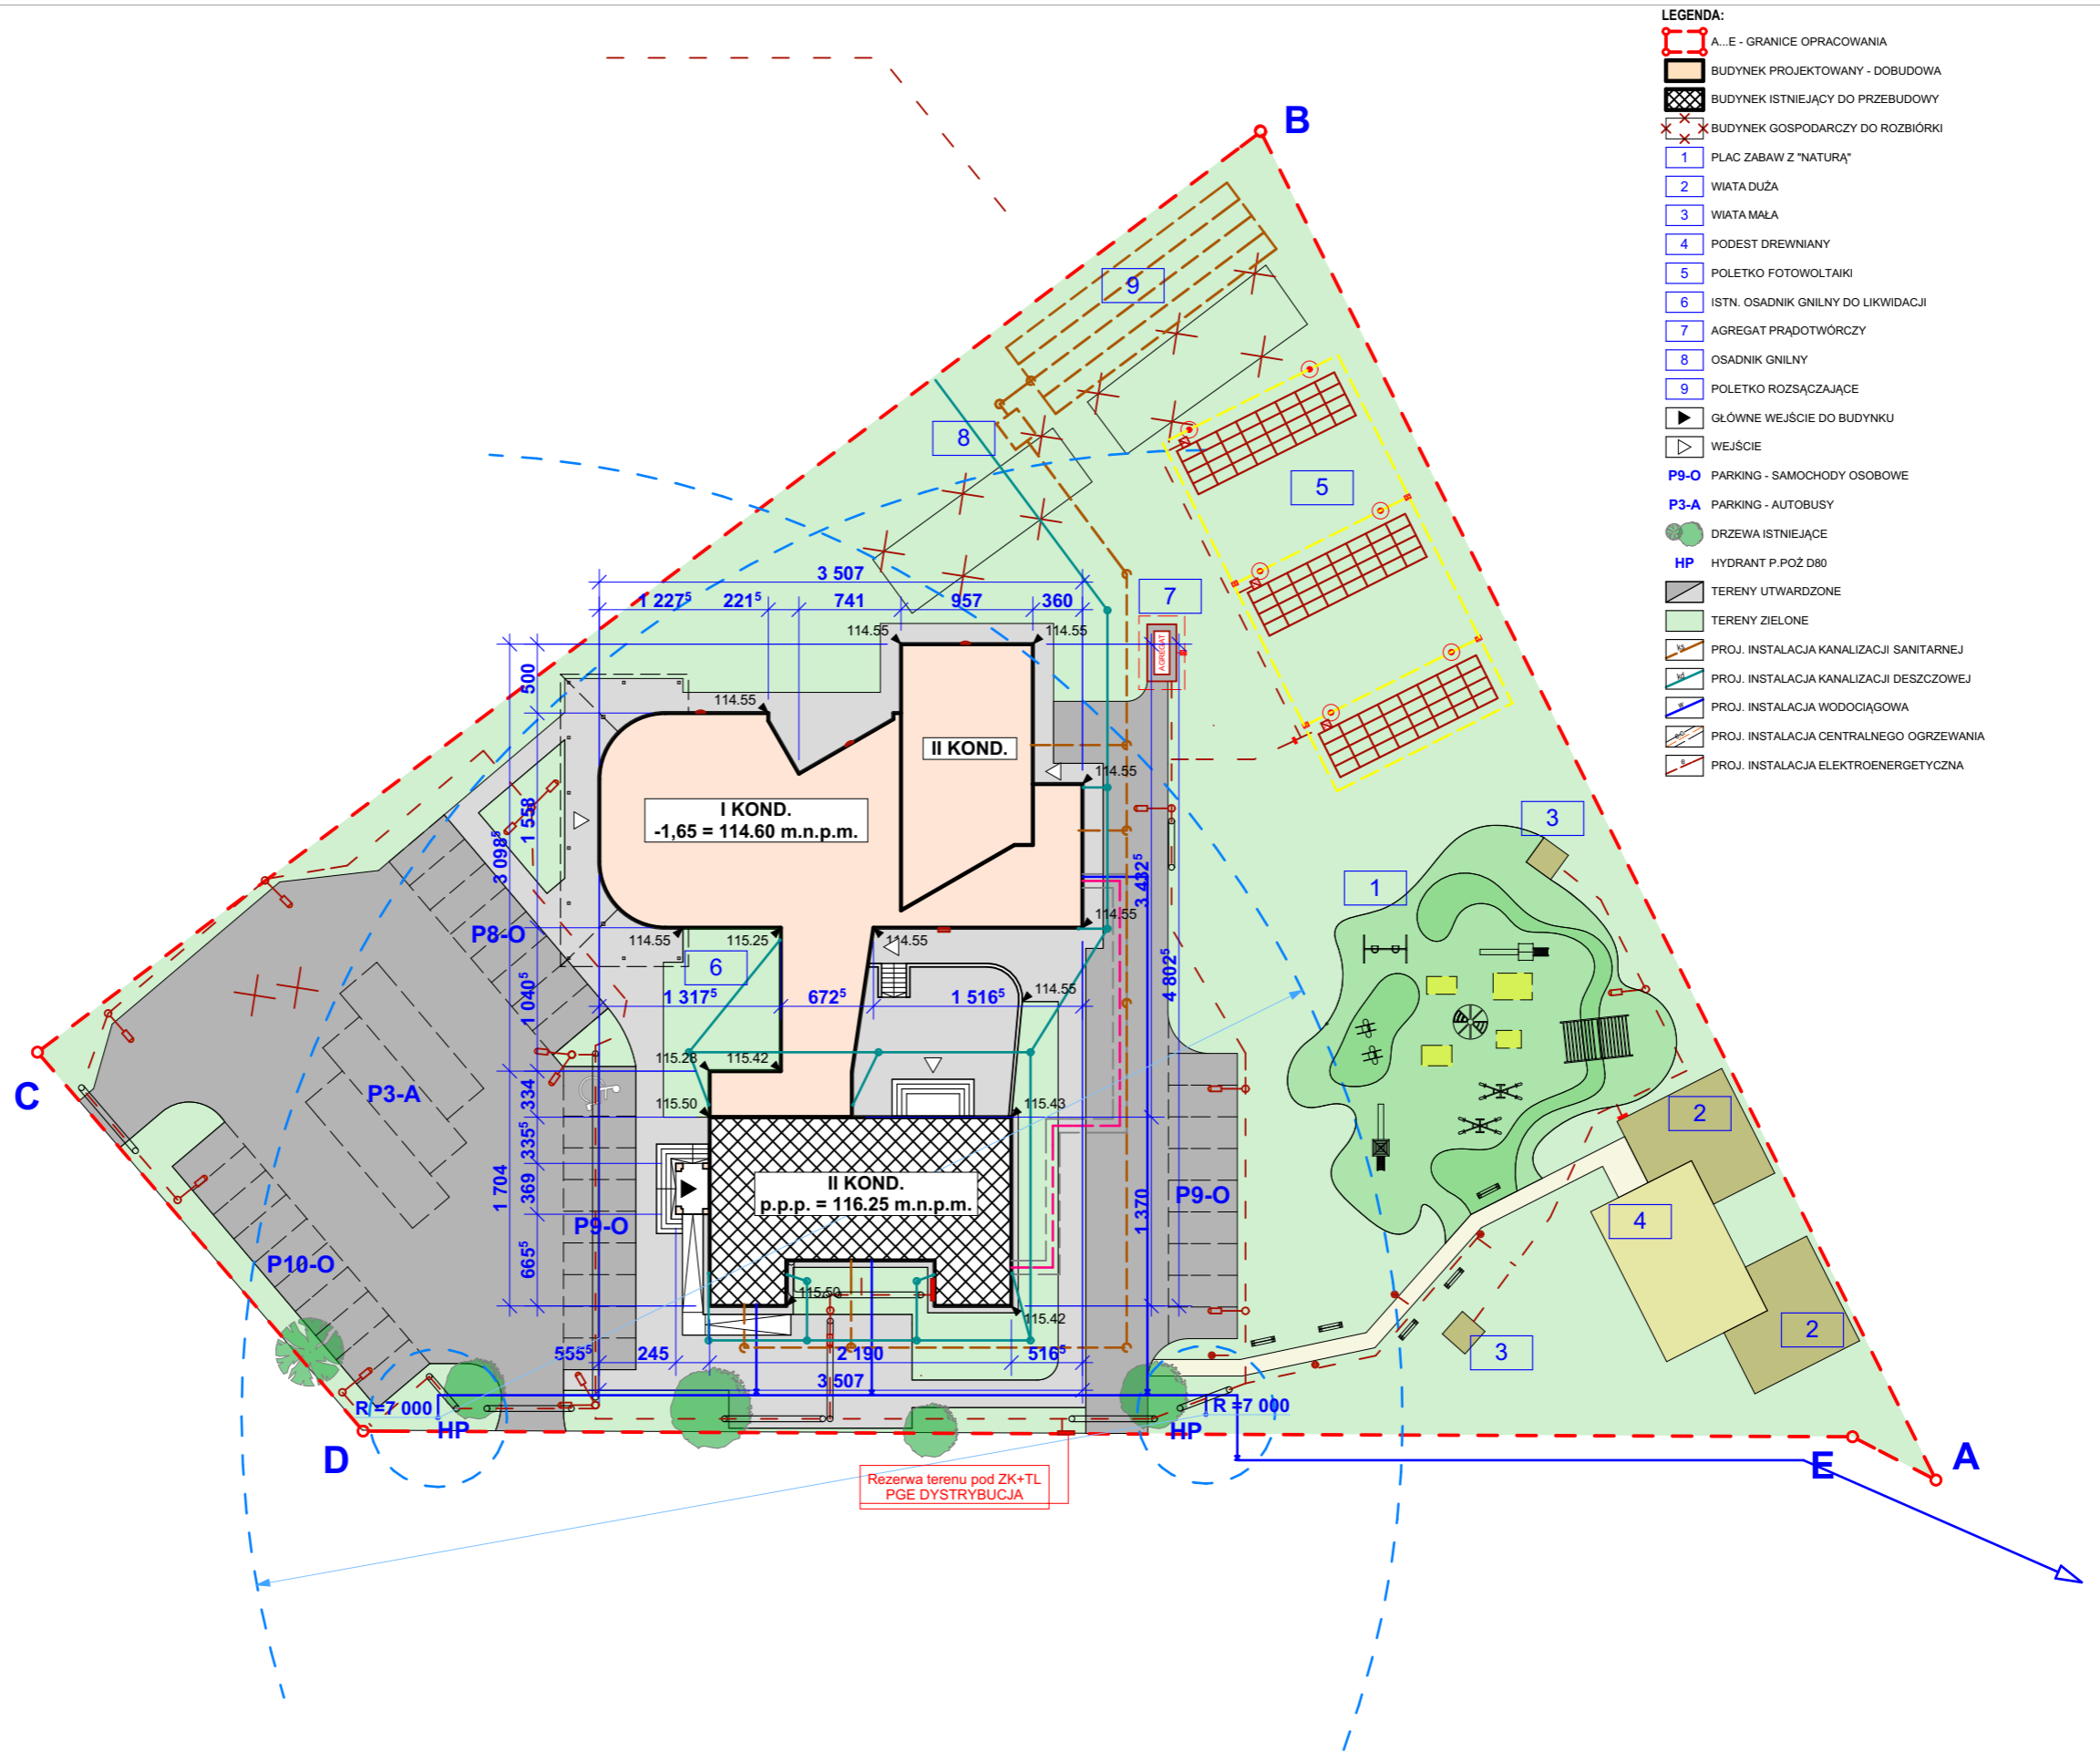 LEGENDA:
A...E - GRANICE OPRACOWANIA
BUDYNEK PROJEKTOWANY - DOBUDOWA
BUDYNEK ISTNIEJĄCY DO PRZEBUDOWY
BUDYNEK GOSPODARCZY DO ROZBIÓRKI
1 PLAC ZABAW Z "NATURĄ"
2 WIATA DUŻA
3 WIATA MAŁA
4 PODEST DREWNIANY
5 POLETKO FOTOWOLTAIKI
6 ISTN. OSADNIK GNILNY DO LIKWIDACJI
7 AGREGAT PRĄDOTWÓRCZY
8 OSADNIK GNILNY
9 POLETKO ROZSĄCZAJĄCE
GŁÓWNE WEJŚCIE DO BUDYNKU
WEJŚCIE
P9-O PARKING - SAMOCHODY OSOBOWE
P3-A PARKING - AUTOBUSY
DRZEWA ISTNIEJĄCE
HP HYDRANT P.POŻ D80
TERENY UTWARDZONE
TERENY ZIELONE
PROJ. INSTALACJA KANALIZACJI SANITARNEJ
PROJ. INSTALACJA KANALIZACJI DESZCZOWEJ
PROJ. INSTALACJA WODOCIĄGOWA
PROJ. INSTALACJA CENTRALNEGO OGRZEWANIA
PROJ. INSTALACJA ELEKTROENERGETYCZNA
B
9
8
5
3 507
7
1 227⁵ 221⁵ 741 957 360
114.55 114.55
AGREGAT
500
114.55
II KOND.
114.55
I KOND.
-1,65 = 114.60 m.n.p.m.
1 558
3 098⁵
3
1
3 432⁵
P8-O
114.55 115.25 114.55 114.55
6
4 802⁵
1 040⁵
1 317⁵ 672⁵ 1 516⁵
114.55
C
P3-A
115.28 115.42
334
115.50 115.43
2
335⁵
1 704
369
II KOND.
p.p.p. = 116.25 m.n.p.m.
1 370
P9-O
P9-O
4
665⁵
P10-O
115.50
115.42
2
3
555⁵ 245 2 190 516⁵
3 507
R =7 000
R =7 000
HP
HP
D
E
A
Rezerwa terenu pod ZK+TL
PGE DYSTRYBUCJA